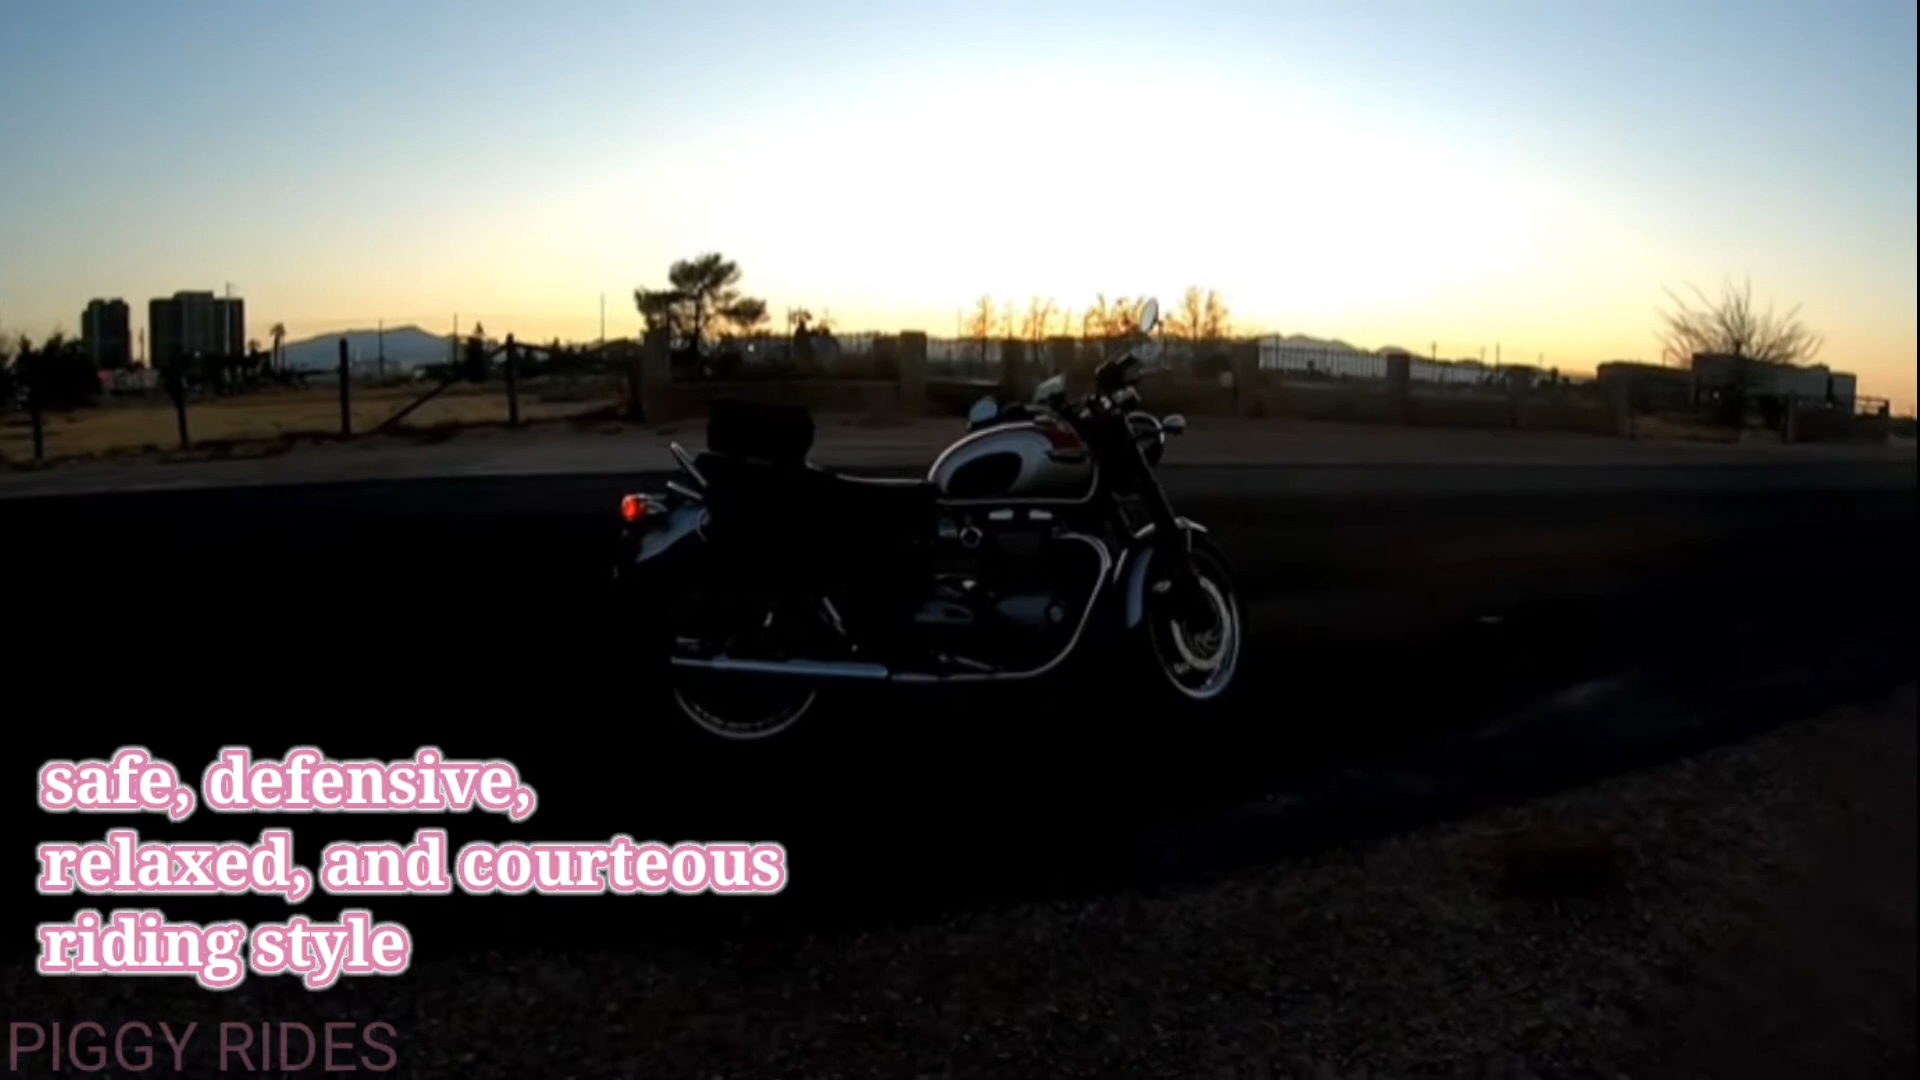 safe, defensive,
relaxed, and courteous
riding style
PIGGY RIDES